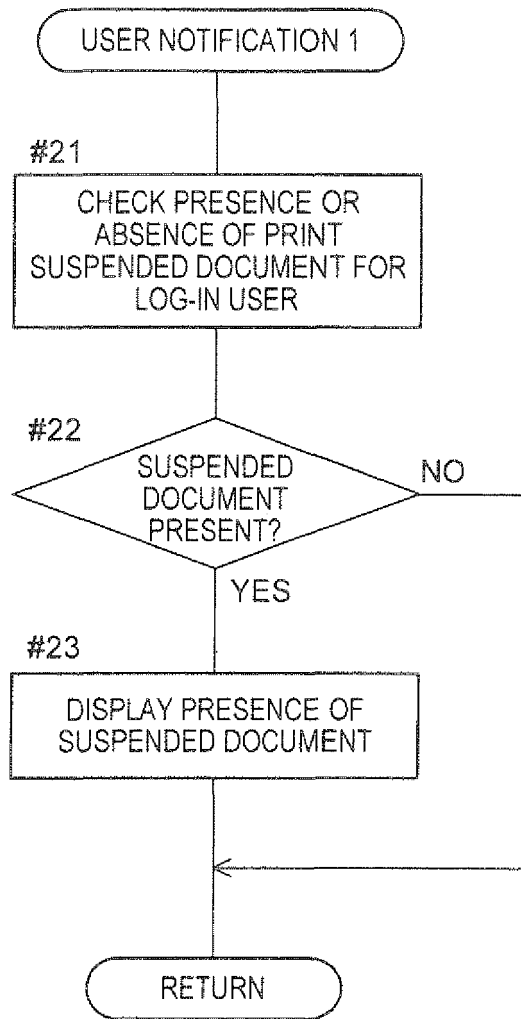 USER NOTIFICATION 1
#21
CHECK PRESENCE OR
ABSENCE OF PRINT
SUSPENDED DOCUMENT FOR
LOG-IN USER
#22
SUSPENDED
DOCUMENT
PRESENT?
NO
YES
#23
DISPLAY PRESENCE OF
SUSPENDED DOCUMENT
RETURN